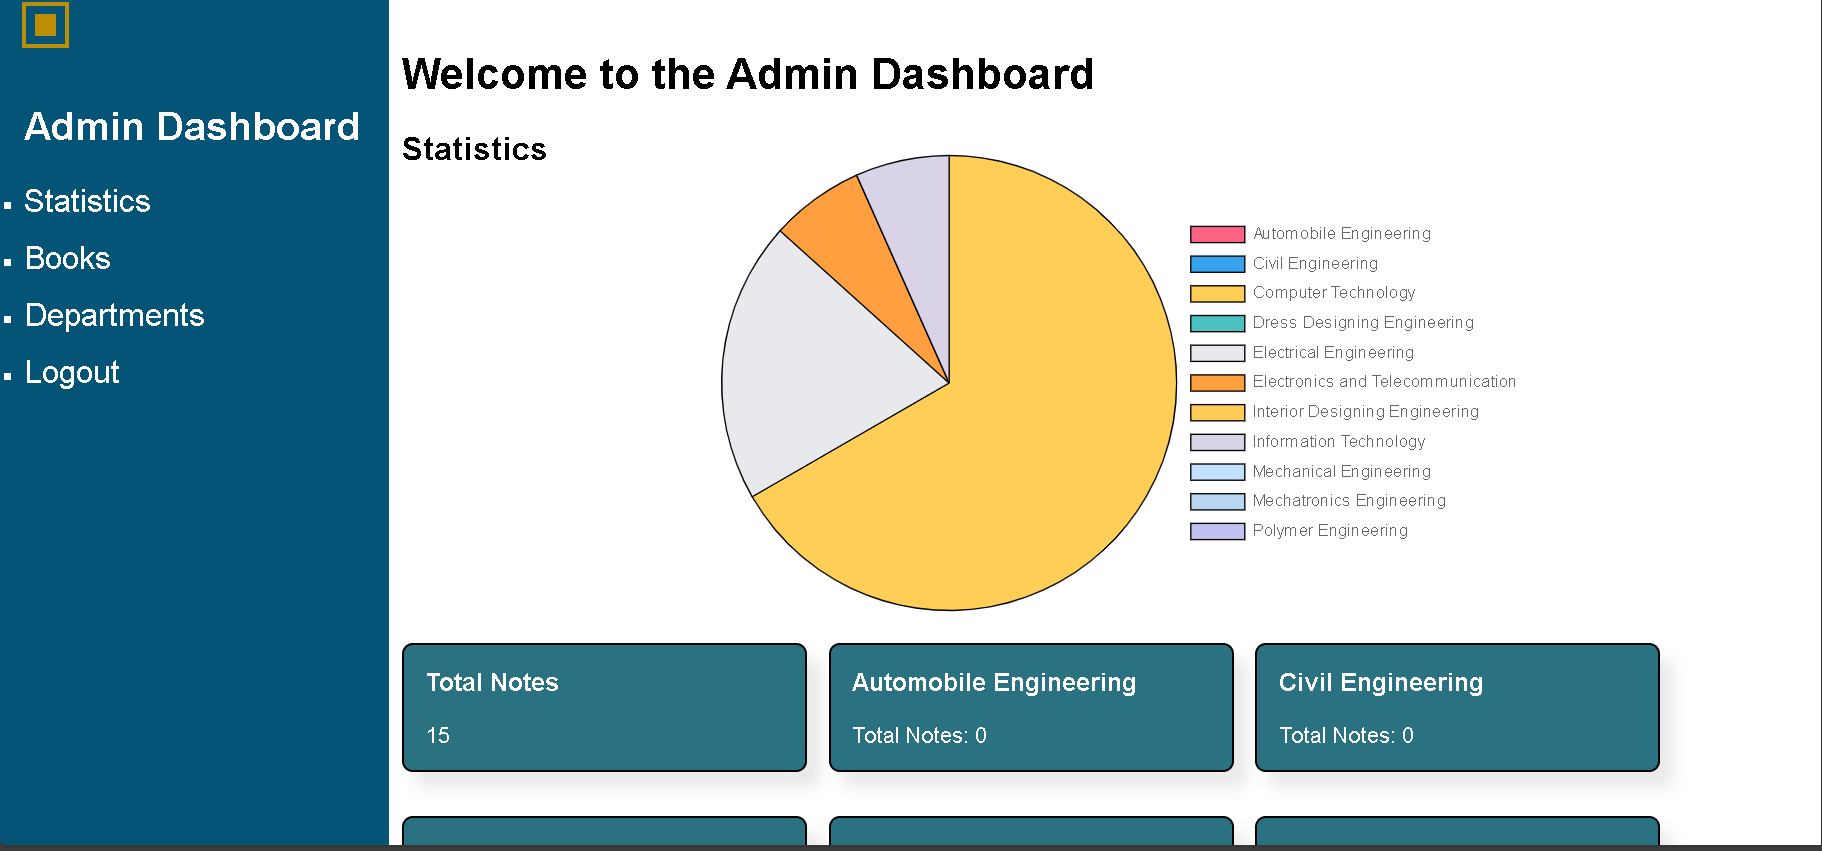 Admin Dashboard
Statistics
Books
Departments
Logout
Welcome to the Admin Dashboard
Statistics
Automobile Engineering
Civil Engineering
Computer Technology
Dress Designing Engineering
Electrical Engineering
Electronics and Telecommunication
Interior Designing Engineering
Information Technology
Mechanical Engineering
Mechatronics Engineering
Polymer Engineering
Total Notes
15
Automobile Engineering
Total Notes: 0
Civil Engineering
Total Notes: 0